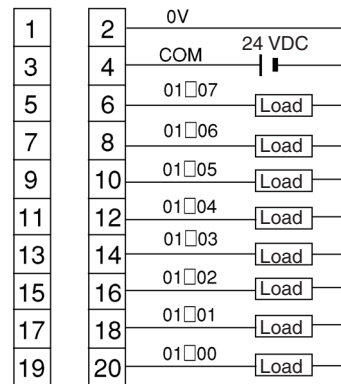 1 2 0V
24 VDC
3 4 COM
5 6 01□07 Load
7 8 01□06 Load
9 10 01□05 Load
11 12 01□04 Load
13 14 01□03 Load
15 16 01□02 Load
17 18 01□01 Load
19 20 01□00 Load